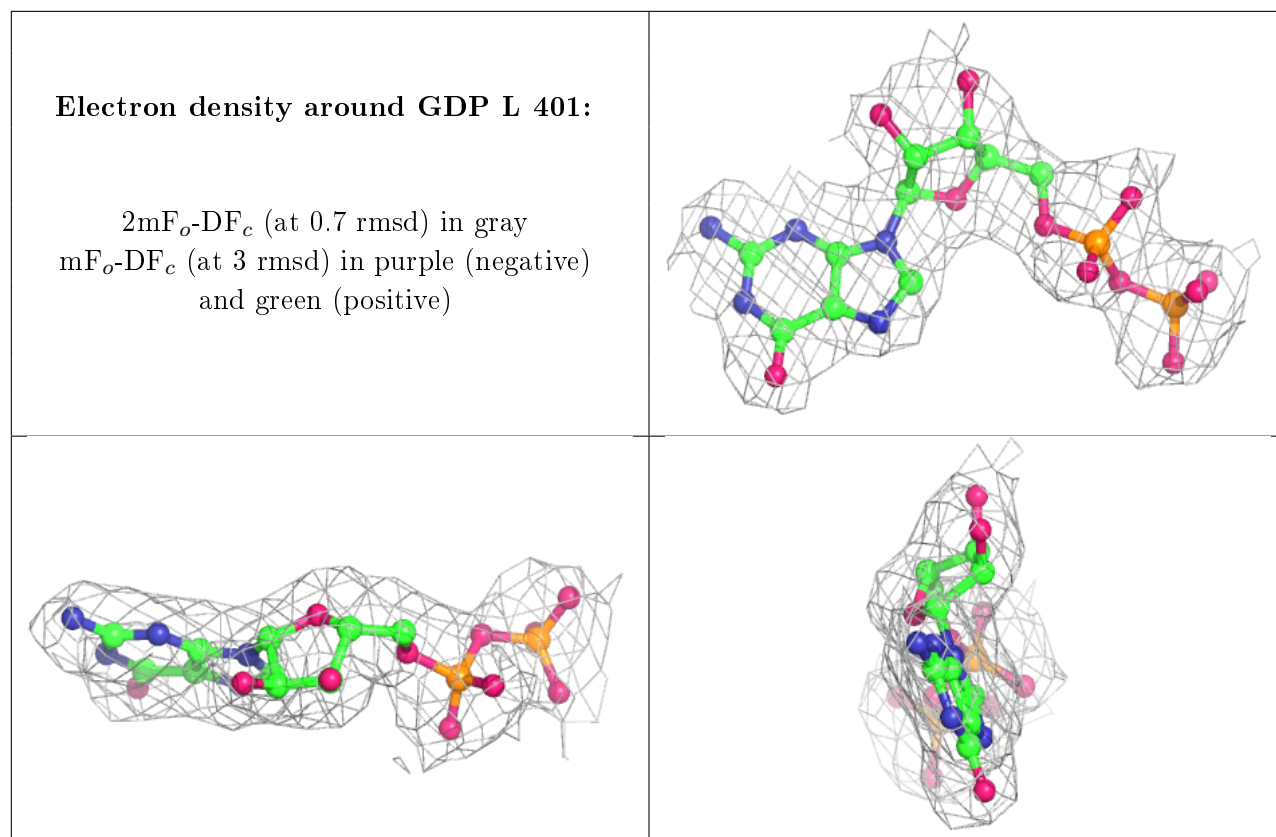 Electron density around GDP L 401:
2mFₒ-DF𝒸 (at 0.7 rmsd) in gray
mFₒ-DF𝒸 (at 3 rmsd) in purple (negative)
and green (positive)